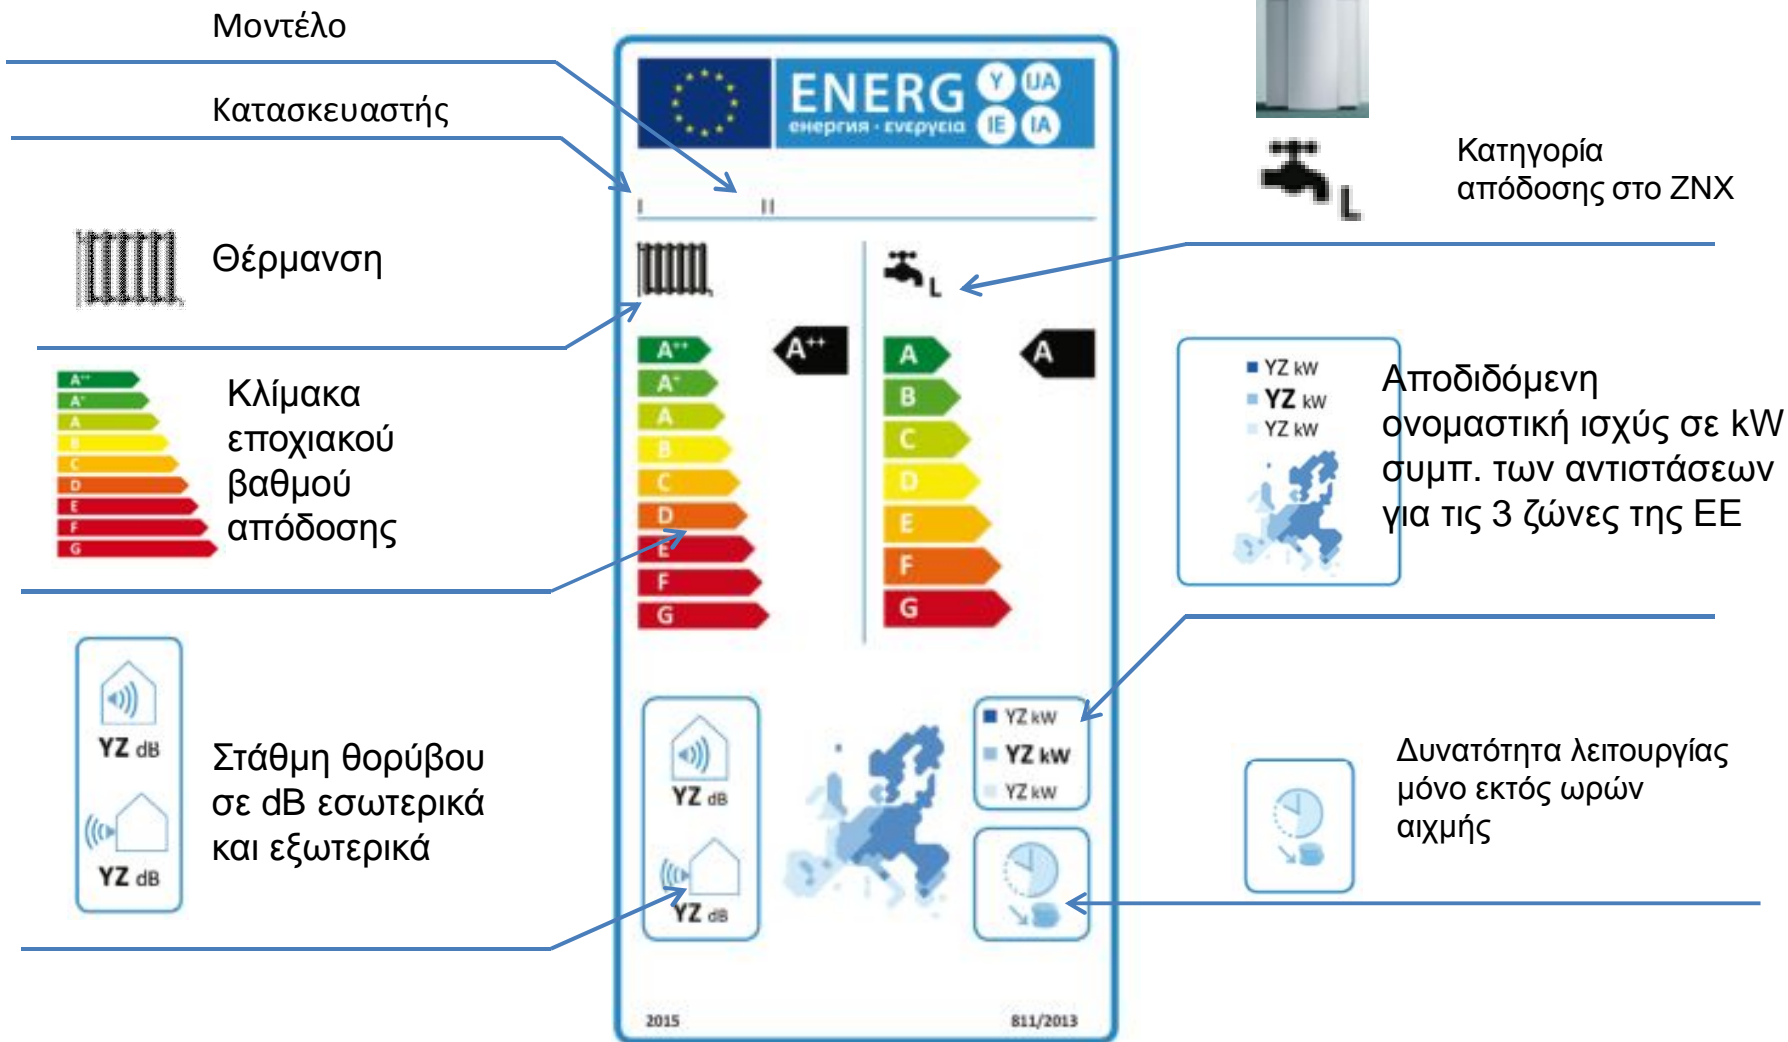 Μοντέλο
Κατασκευαστής
Θέρμανση
A++
A+
A
B
C
D
E
F
G
Κλίμακα
εποχιακού
βαθμού
απόδοσης
YZ dB
YZ dB
Στάθμη θορύβου
σε dB εσωτερικά
και εξωτερικά
ENERG Y IJA
енергия · ενεργεια IE IA
I II
L
A++ A++
A+
A
B
C
D
E
F
G
A A
B
C
D
E
F
G
YZ dB
YZ dB
YZ kW
YZ kW
YZ kW
2015 811/2013
L
Κατηγορία
απόδοσης στο ΖΝΧ
YZ kW
YZ kW
YZ kW
Αποδιδόμενη
ονομαστική ισχύς σε kW
συμπ. των αντιστάσεων
για τις 3 ζώνες της ΕΕ
Δυνατότητα λειτουργίας
μόνο εκτός ωρών
αιχμής